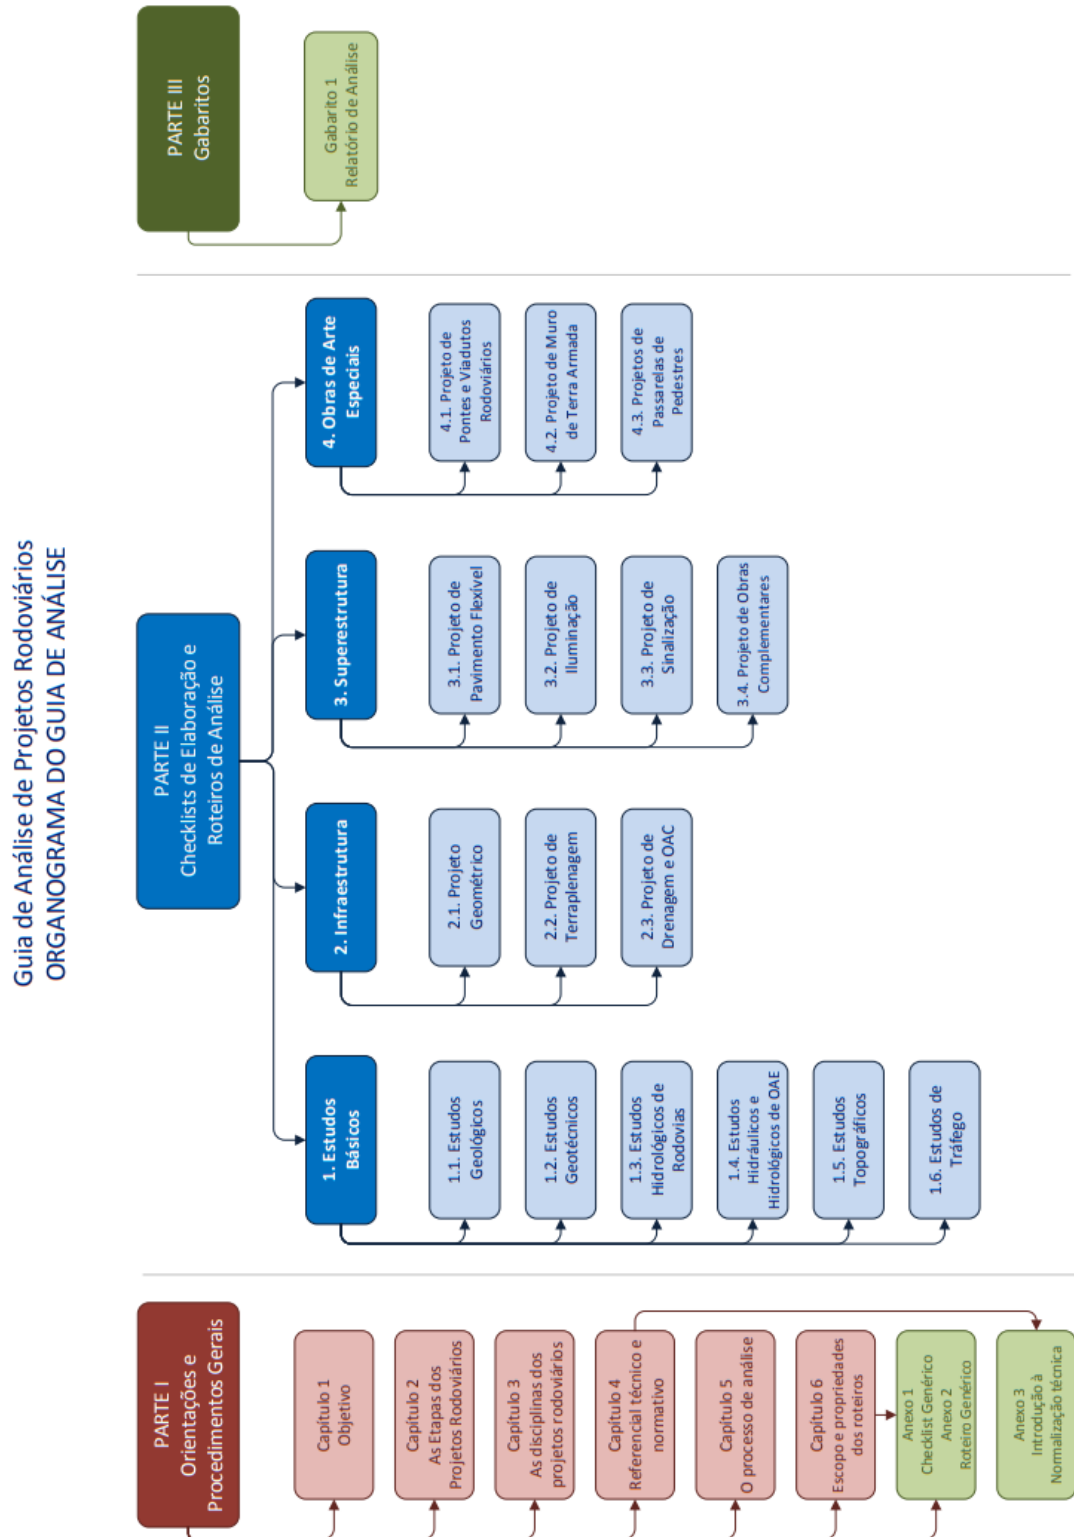 Guia de Análise de Projetos Rodoviários
ORGANOGRAMA DO GUIA DE ANÁLISE
PARTE I
Orientações e
Procedimentos Gerais
Capítulo 1
Objetivo
Capítulo 2
As Etapas dos
Projetos Rodoviários
Capítulo 3
As disciplinas dos
projetos rodoviários
Capítulo 4
Referencial técnico e
normativo
Capítulo 5
O processo de análise
Capítulo 6
Escopo e propriedades
dos roteiros
Anexo 1
Checklist Genérico
Anexo 2
Roteiro Genérico
Anexo 3
Introdução à
Normalização técnica
PARTE II
Checklists de Elaboração e
Roteiros de Análise
1. Estudos
Básicos
1.1. Estudos
Geológicos
1.2. Estudos
Geotécnicos
1.3. Estudos
Hidrológicos de
Rodovias
1.4. Estudos
Hidráulicos e
Hidrológicos de OAE
1.5. Estudos
Topográficos
1.6. Estudos de
Tráfego
2. Infraestrutura
2.1. Projeto
Geométrico
2.2. Projeto de
Terraplenagem
2.3. Projeto de
Drenagem e OAC
3. Superestrutura
3.1. Projeto de
Pavimento Flexível
3.2. Projeto de
Iluminação
3.3. Projeto de
Sinalização
3.4. Projeto de Obras
Complementares
4. Obras de Arte
Especiais
4.1. Projeto de
Pontes e Viadutos
Rodoviários
4.2. Projeto de Muro
de Terra Armada
4.3. Projetos de
Passarelas de
Pedestres
PARTE III
Gabaritos
Gabarito 1
Relatório de Análise